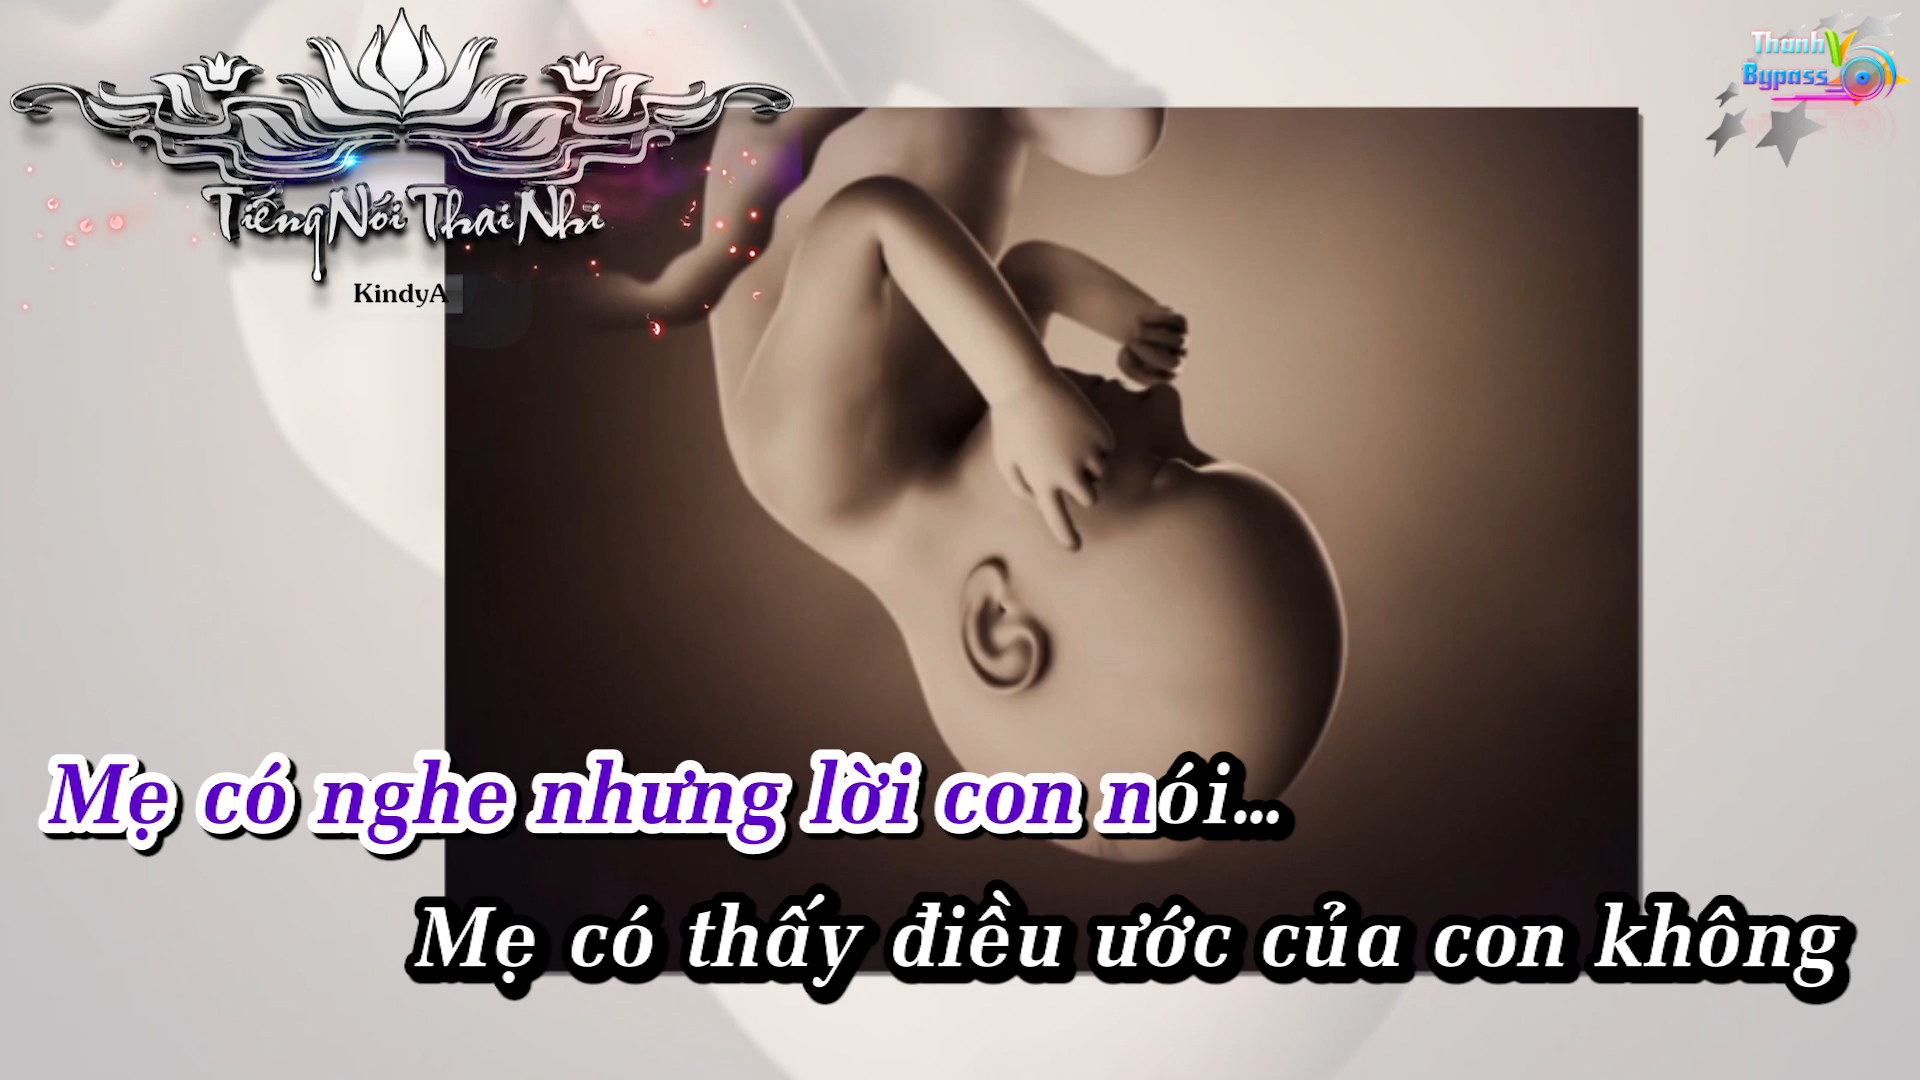 Tiếng Nói Thai Nhi
KindyA
Thanh
Bypass
Mẹ có nghe nhưng lời con nói...
Mẹ có thấy điều ước của con không